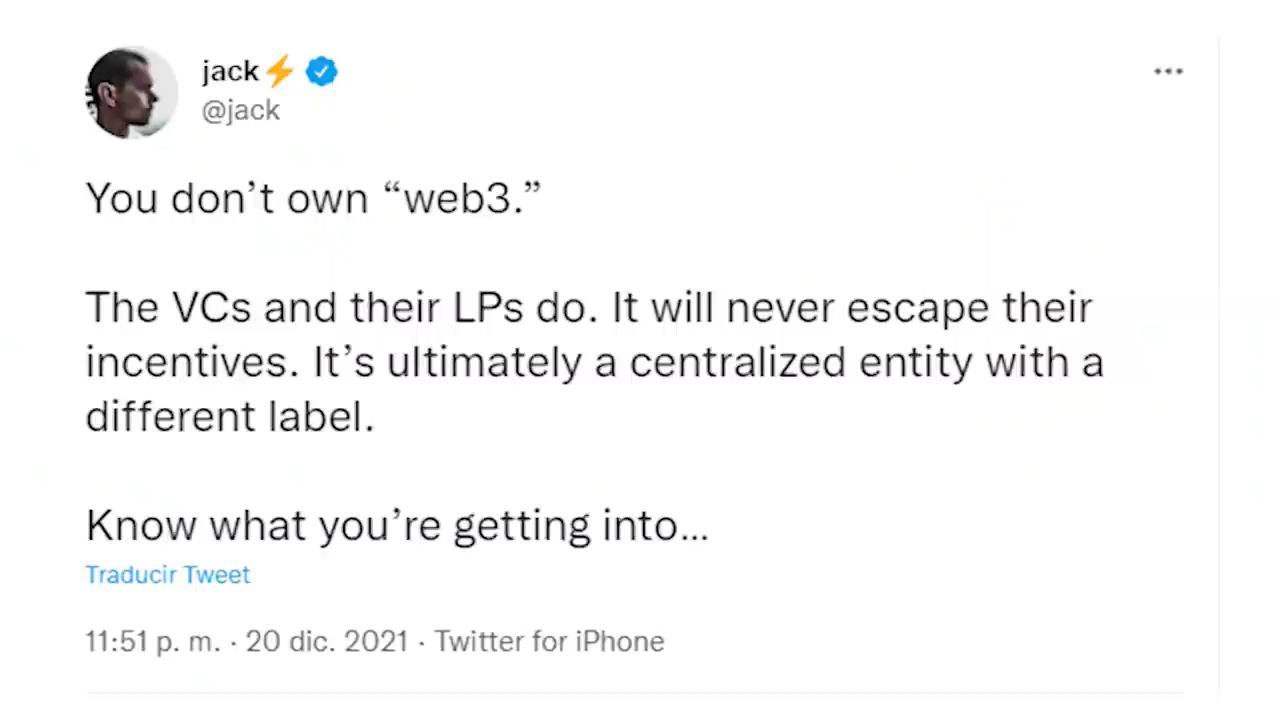 jack⚡
@jack
You don’t own “web3.”
The VCs and their LPs do. It will never escape their
incentives. It’s ultimately a centralized entity with a
different label.
Know what you’re getting into...
Traducir Tweet
11:51 p. m. · 20 dic. 2021 · Twitter for iPhone